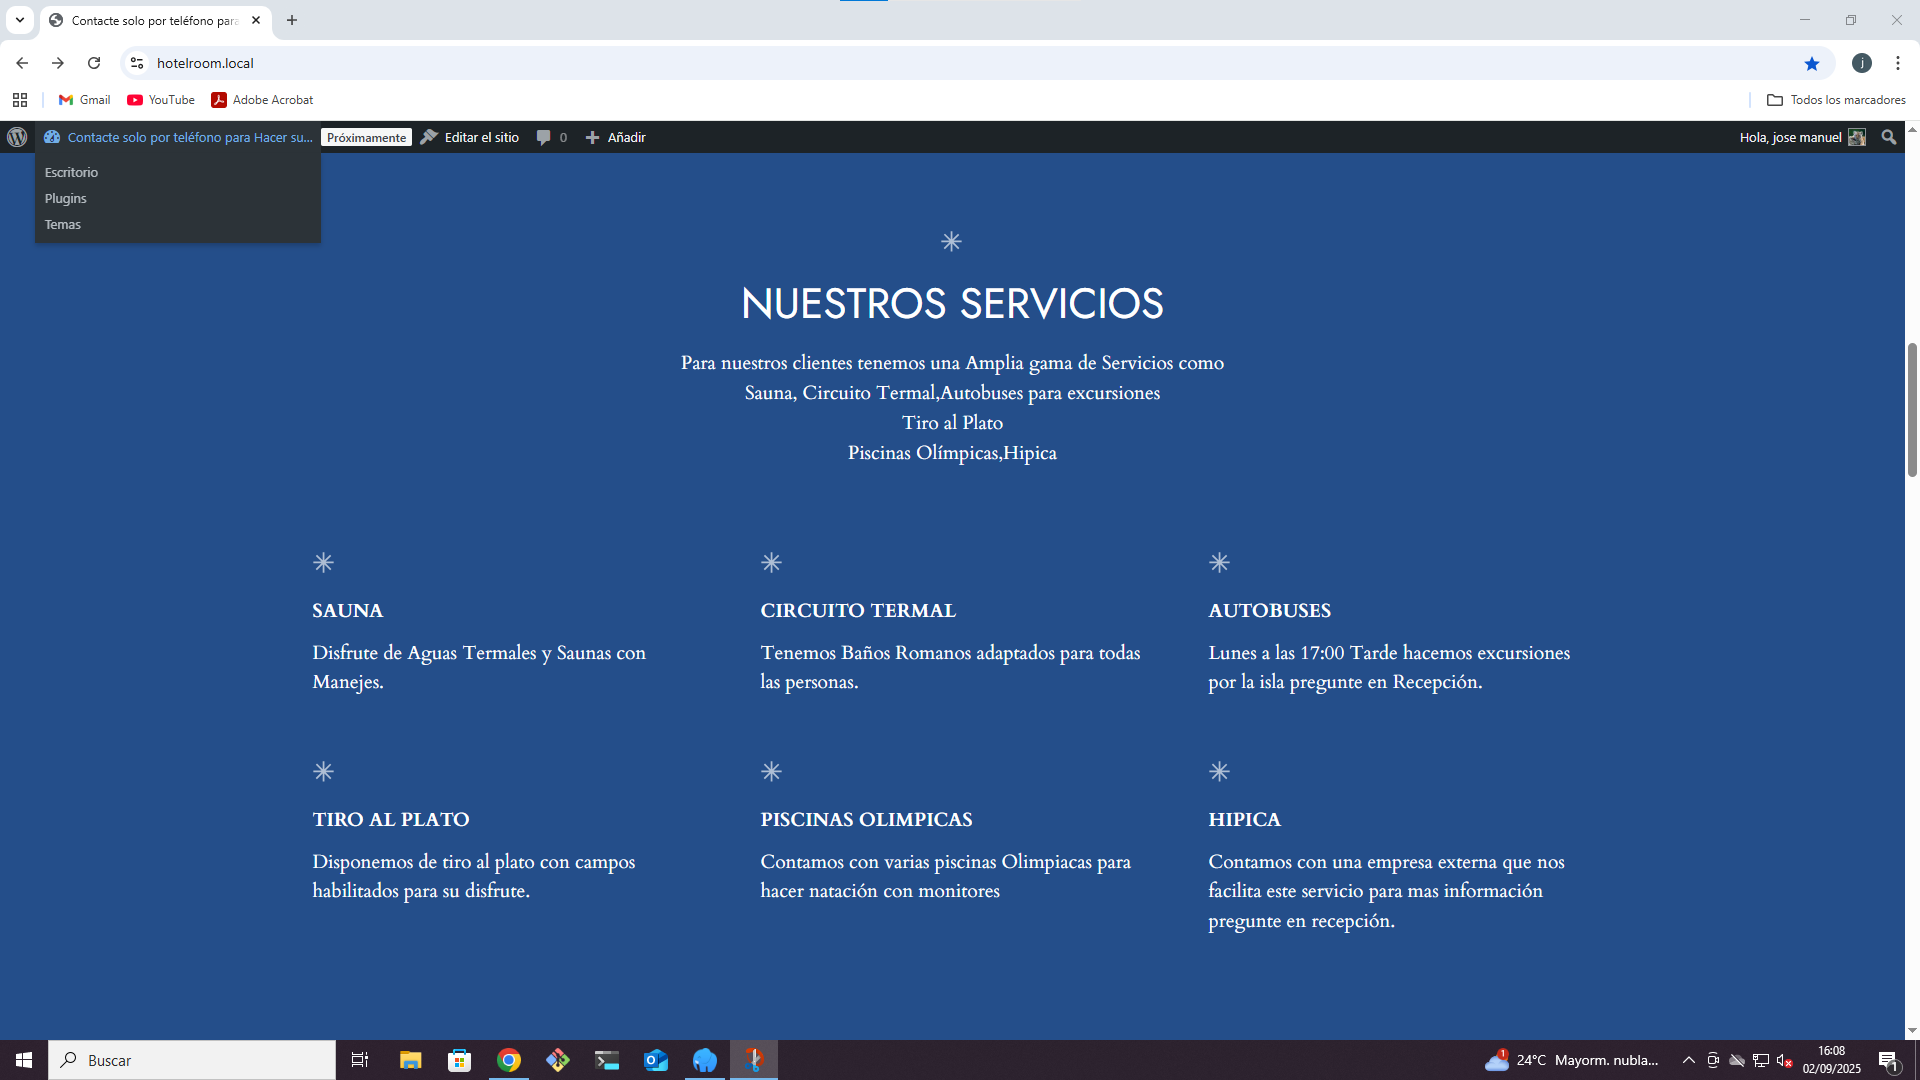 Contacte solo por teléfono para
hotelroom.local
j
Gmail
YouTube
Adobe Acrobat
Todos los marcadores
Contacte solo por teléfono para Hacer su...
Próximamente
Editar el sitio
0
Añadir
Hola, jose manuel
Escritorio
Plugins
Temas
NUESTROS SERVICIOS
Para nuestros clientes tenemos una Amplia gama de Servicios como
Sauna, Circuito Termal,Autobuses para excursiones
Tiro al Plato
Piscinas Olímpicas,Hipica
SAUNA
Disfrute de Aguas Termales y Saunas con
Manejes.
CIRCUITO TERMAL
Tenemos Baños Romanos adaptados para todas
las personas.
AUTOBUSES
Lunes a las 17:00 Tarde hacemos excursiones
por la isla pregunte en Recepción.
TIRO AL PLATO
Disponemos de tiro al plato con campos
habilitados para su disfrute.
PISCINAS OLIMPICAS
Contamos con varias piscinas Olimpiacas para
hacer natación con monitores
HIPICA
Contamos con una empresa externa que nos
facilita este servicio para mas información
pregunte en recepción.
Buscar
1
24°C Mayorm. nubla...
16:08
02/09/2025
1